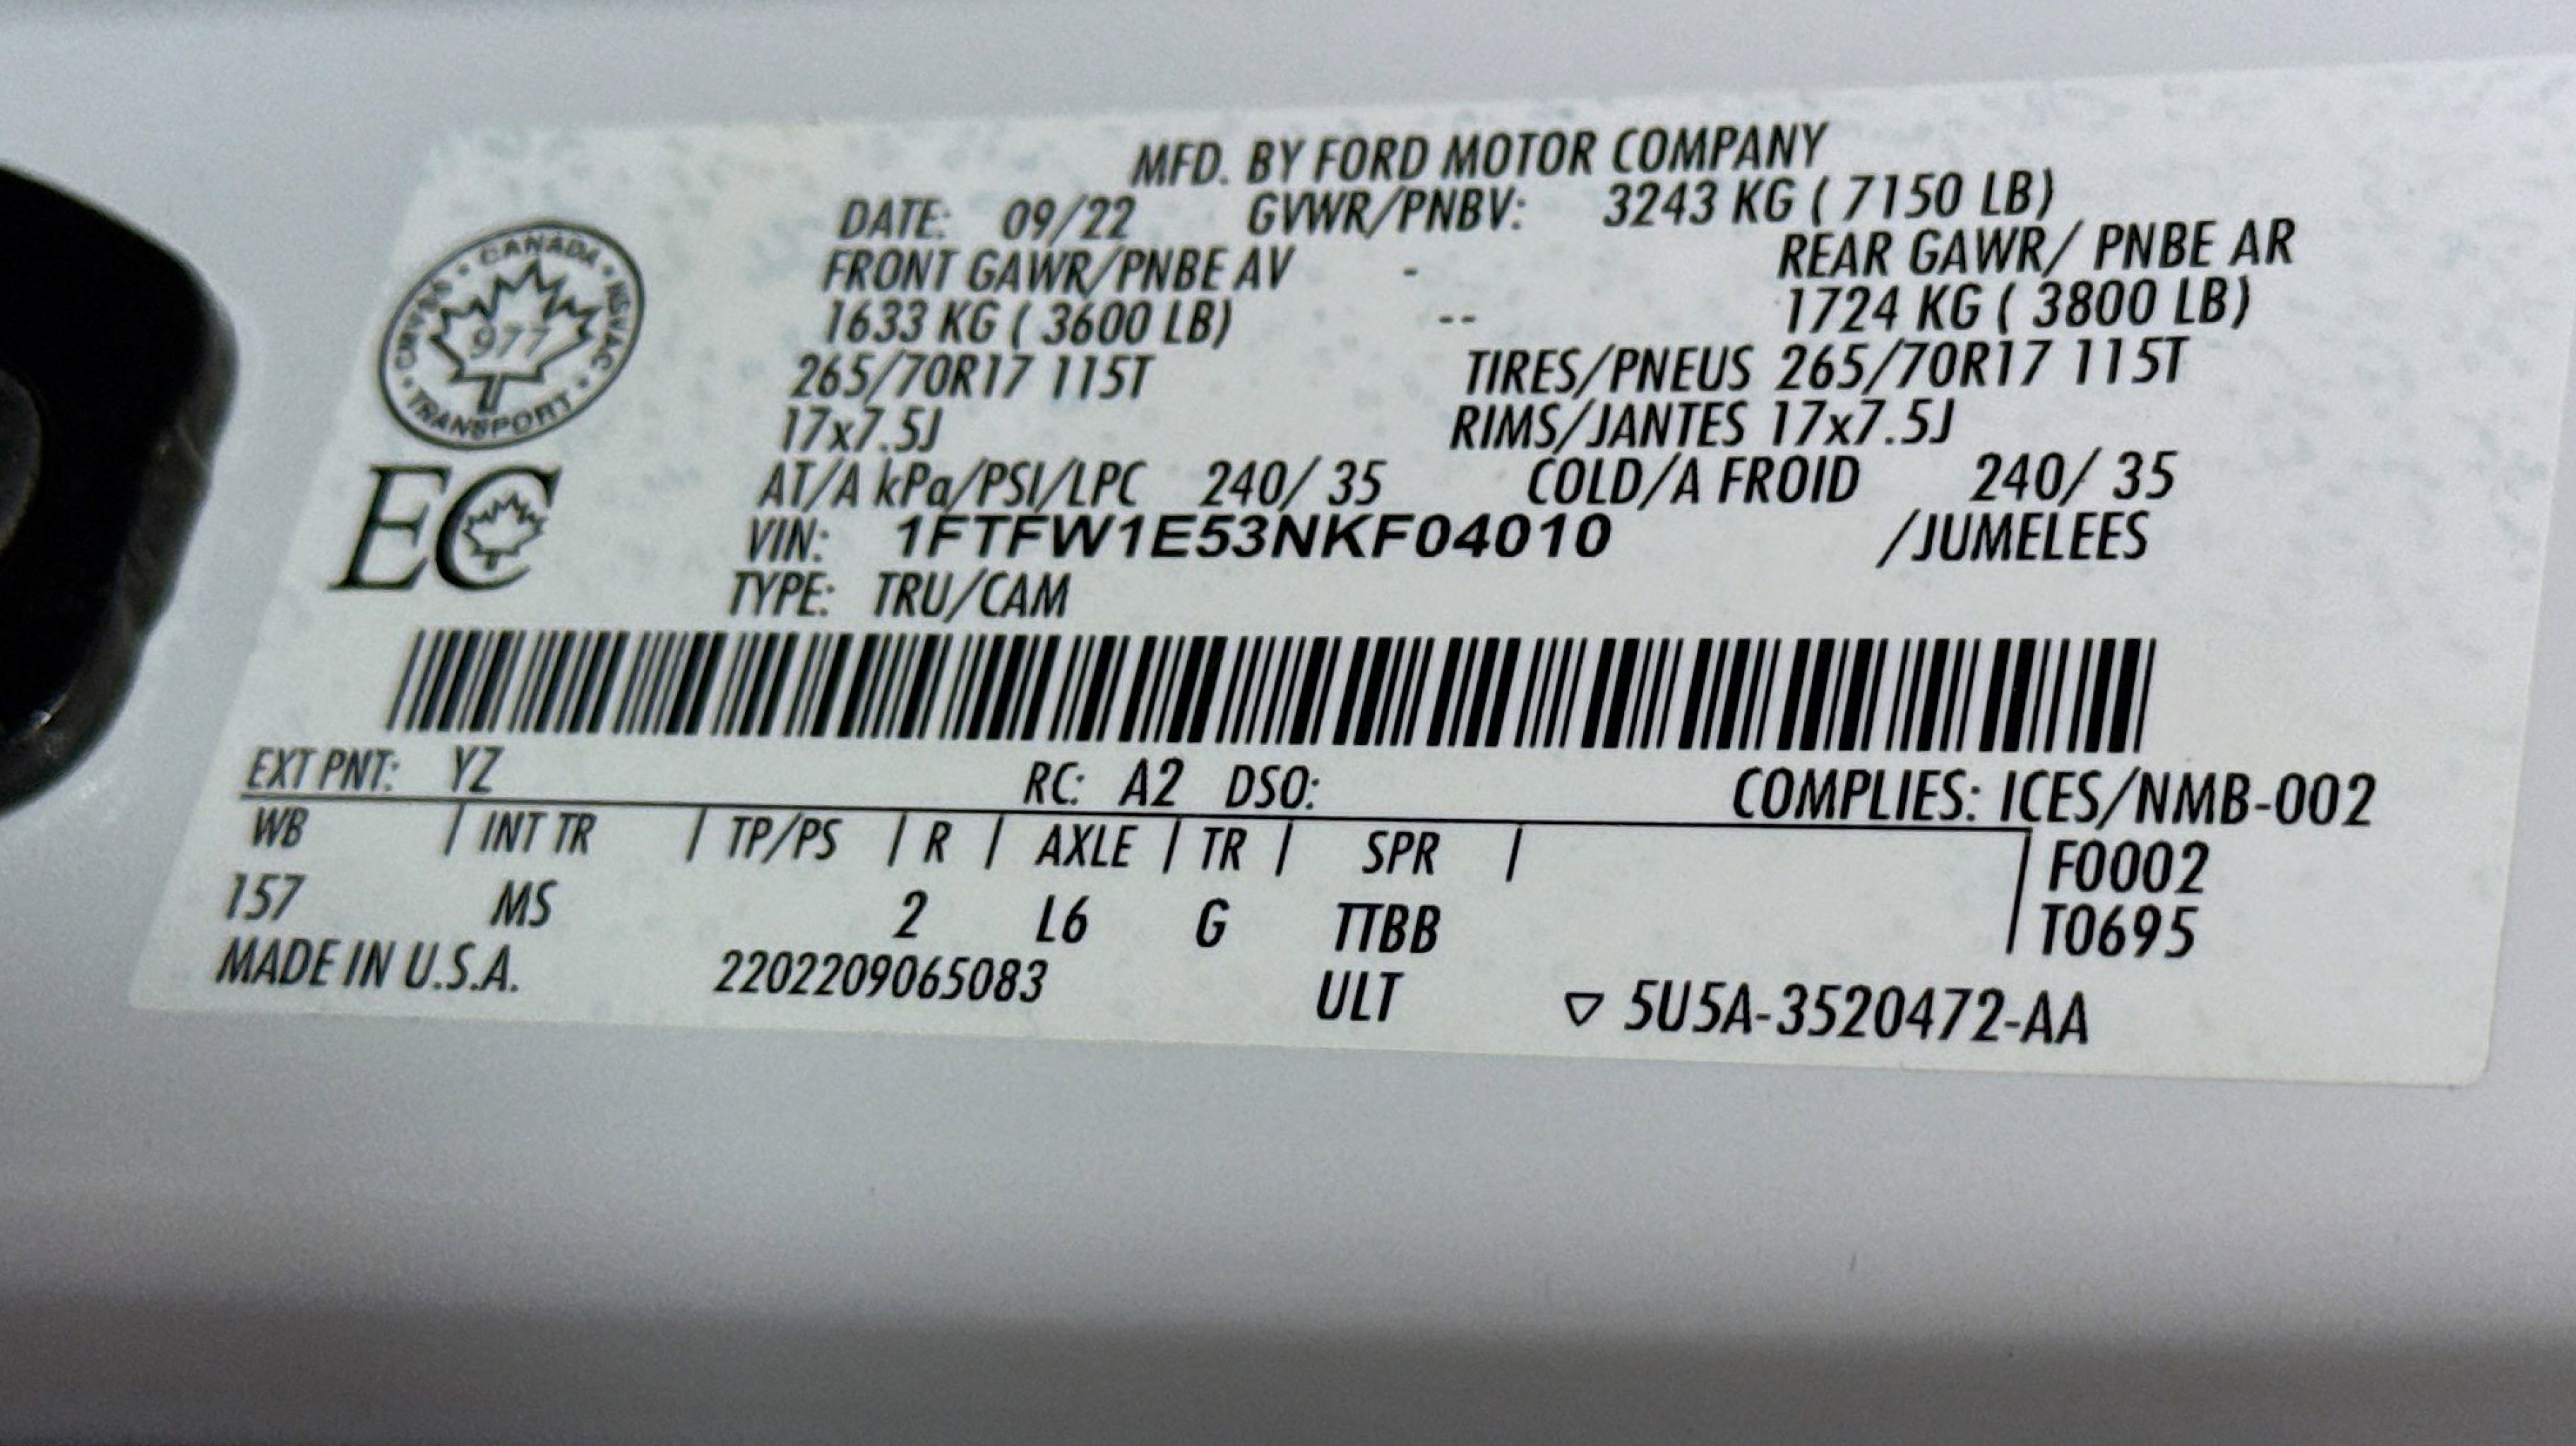 MFD. BY FORD MOTOR COMPANY
DATE: 09/22 GVWR/PNBV: 3243 KG ( 7150 LB)
FRONT GAWR/PNBE AV - REAR GAWR/ PNBE AR
1633 KG ( 3600 LB) -- 1724 KG ( 3800 LB)
265/70R17 115T TIRES/PNEUS 265/70R17 115T
17x7.5J RIMS/JANTES 17x7.5J
AT/A kPa/PSI/LPC 240/ 35 COLD/A FROID 240/ 35
VIN: 1FTFW1E53NKF04010 /JUMELEES
TYPE: TRU/CAM
CANADA · NSVAC · TRANSPORT · CMVSS ·
977
EC
EXT PNT: YZ RC: A2 DSO: COMPLIES: ICES/NMB-002
WB | INT TR | TP/PS | R | AXLE | TR | SPR | F0002
157 MS 2 L6 G TTBB T0695
MADE IN U.S.A. 2202209065083 ULT ▽ 5U5A-3520472-AA